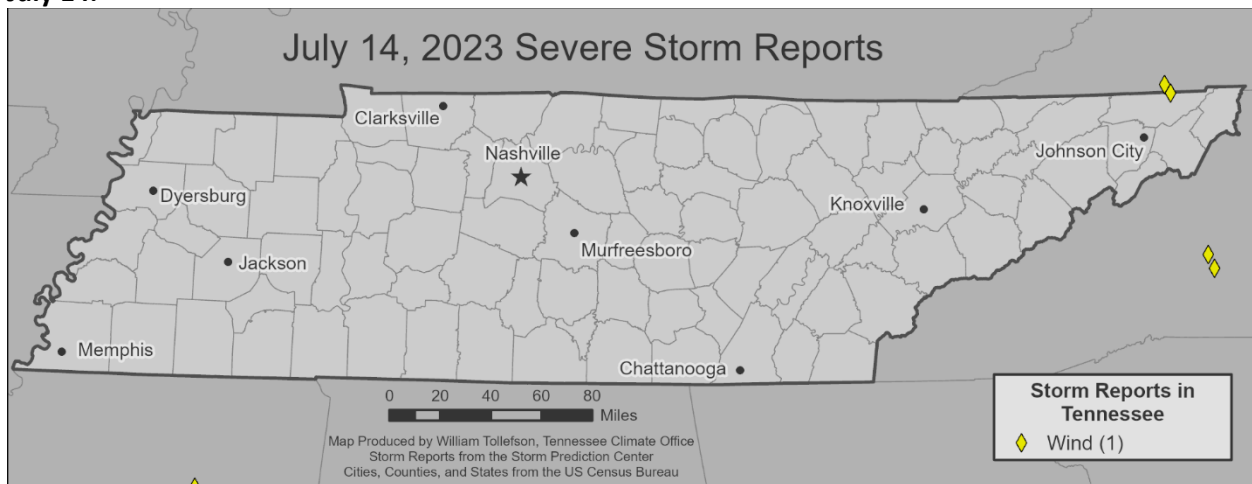 July 14:
July 14, 2023 Severe Storm Reports
Clarksville
Nashville
Johnson City
Dyersburg
Knoxville
Murfreesboro
Jackson
Memphis
Chattanooga
0 20 40 60 80
Miles
Map Produced by William Tollefson, Tennessee Climate Office
Storm Reports from the Storm Prediction Center
Cities, Counties, and States from the US Census Bureau
Storm Reports in
Tennessee
Wind (1)